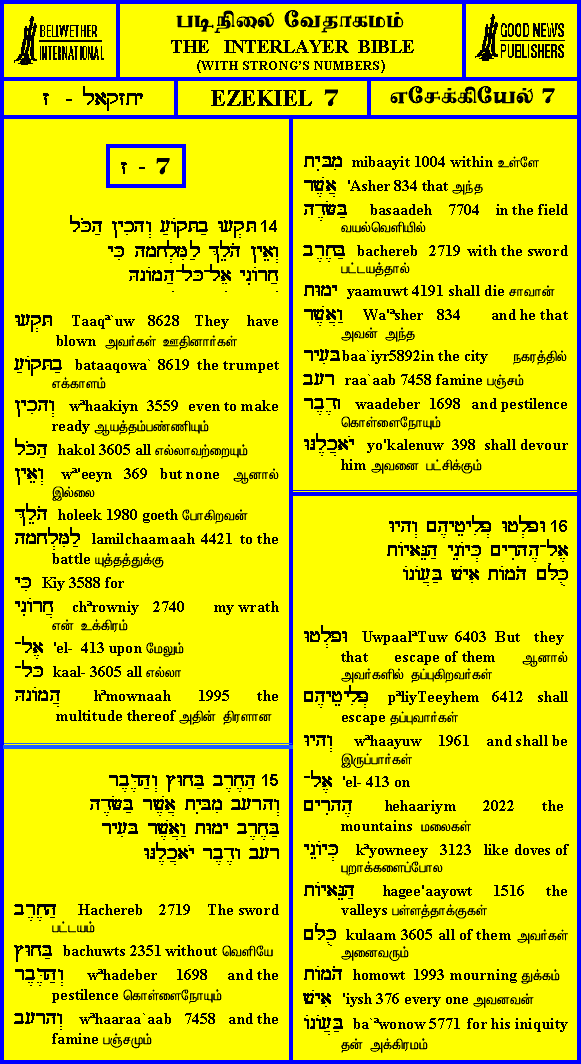 BELLWETHER INTERNATIONAL
படிநிலை வேதாகமம்
THE INTERLAYER BIBLE
(WITH STRONG'S NUMBERS)
GOOD NEWS PUBLISHERS
יחזקאל - ז
EZEKIEL 7
எசேக்கியேல் 7
ז - 7
14 תִּקְעוּ בַתָּקוֹעַ וְהָכִין הַכֹּל
וְאֵין הֹלֵךְ לַמִּלְחָמָה כִּי
חֲרוֹנִי אֶל־כָּל־הֲמוֹנָהּ
תִּקְעוּ Taaqª`uw 8628 They have
blown அவர்கள் ஊதினார்கள்
בַתָּקוֹעַ bataaqowa` 8619 the trumpet
எக்காளம்
וְהָכִין wªhaakiyn 3559 even to make
ready ஆயத்தம்பண்ணியும்
הַכֹּל hakol 3605 all எல்லாவற்றையும்
וְאֵין wª'eeyn 369 but none ஆனால்
இல்லை
הֹלֵךְ holeek 1980 goeth போகிறவன்
לַמִּלְחָמָה lamilchaamaah 4421 to the
battle யுத்தத்துக்கு
כִּי Kiy 3588 for
חֲרוֹנִי chªrowniy 2740 my wrath
என் உக்கிரம்
אֶל־ 'el- 413 upon மேலும்
כָּל־ kaal- 3605 all எல்லா
הֲמוֹנָהּ hªmownaah 1995 the
multitude thereof அதின் திரளான
15 הַחֶרֶב בַּחוּץ וְהַדֶּבֶר
וְהָרָעָב מִבָּיִת אֲשֶׁר בַּשָּׂדֶה
בַּחֶרֶב יָמוּת וַאֲשֶׁר בָּעִיר
רָעָב וָדֶבֶר יֹאכֲלֶנּוּ
הַחֶרֶב Hachereb 2719 The sword
பட்டயம்
בַּחוּץ bachuwts 2351 without வெளியே
וְהַדֶּבֶר wªhadeber 1698 and the
pestilence கொள்ளைநோயும்
וְהָרָעָב wªhaaraa`aab 7458 and the
famine பஞ்சமும்
מִבָּיִת mibaayit 1004 within உள்ளே
אֲשֶׁר 'Asher 834 that அந்த
בַּשָּׂדֶה basaadeh 7704 in the field
வயல்வெளியில்
בַּחֶרֶב bachereb 2719 with the sword
பட்டயத்தால்
יָמוּת yaamuwt 4191 shall die சாவான்
וַאֲשֶׁר Wa'ªsher 834 and he that
அவன் அந்த
בָּעִיר baa`iyr5892in the city நகரத்தில்
רָעָב raa`aab 7458 famine பஞ்சம்
וָדֶבֶר waadeber 1698 and pestilence
கொள்ளைநோயும்
יֹאכֲלֶנּוּ yo'kalenuw 398 shall devour
him அவனை பட்சிக்கும்
16 וּפָלְטוּ פְּלִיטֵיהֶם וְהָיוּ
אֶל־הֶהָרִים כְּיוֹנֵי הַגֵּאָיוֹת
כֻּלָּם הֹמוֹת אִישׁ בַּעֲוֺנוֹ
וּפָלְטוּ UwpaalªTuw 6403 But they
that escape of them ஆனால்
அவர்களில் தப்புகிறவர்கள்
פְּלִיטֵיהֶם pªliyTeeyhem 6412 shall
escape தப்புவார்கள்
וְהָיוּ wªhaayuw 1961 and shall be
இருப்பார்கள்
אֶל־ 'el- 413 on
הֶהָרִים hehaariym 2022 the
mountains மலைகள்
כְּיוֹנֵי kªyowneey 3123 like doves of
புறாக்களைப்போல
הַגֵּאָיוֹת hagee'aayowt 1516 the
valleys பள்ளத்தாக்குகள்
כֻּלָּם kulaam 3605 all of them அவர்கள்
அனைவரும்
הֹמוֹת homowt 1993 mourning துக்கம்
אִישׁ 'iysh 376 every one அவனவன்
בַּעֲוֺנוֹ ba`ªwonow 5771 for his iniquity
தன் அக்கிரமம்